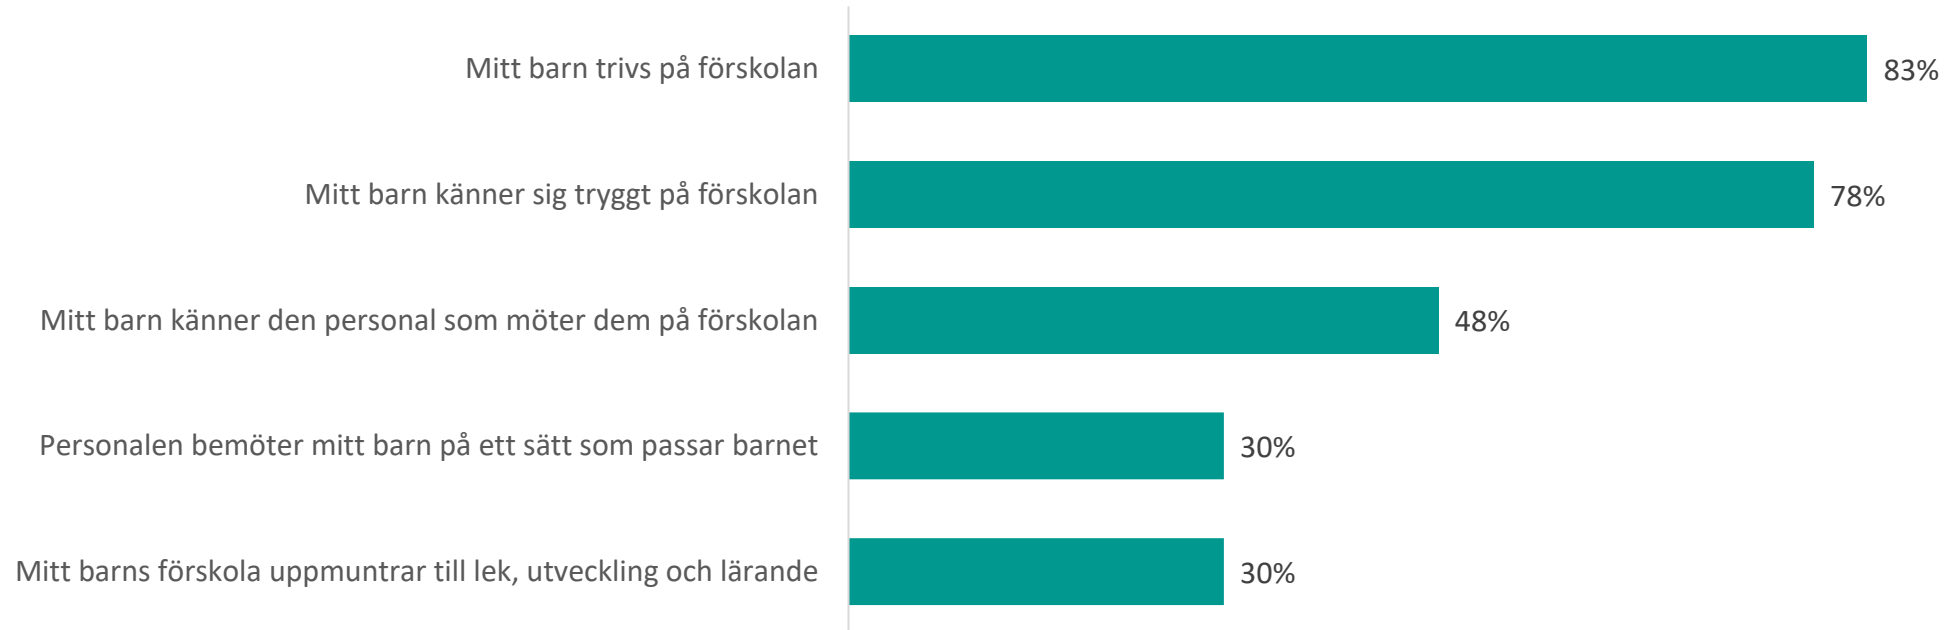 Mitt barn trivs på förskolan 83%
Mitt barn känner sig tryggt på förskolan 78%
Mitt barn känner den personal som möter dem på förskolan 48%
Personalen bemöter mitt barn på ett sätt som passar barnet 30%
Mitt barns förskola uppmuntrar till lek, utveckling och lärande 30%